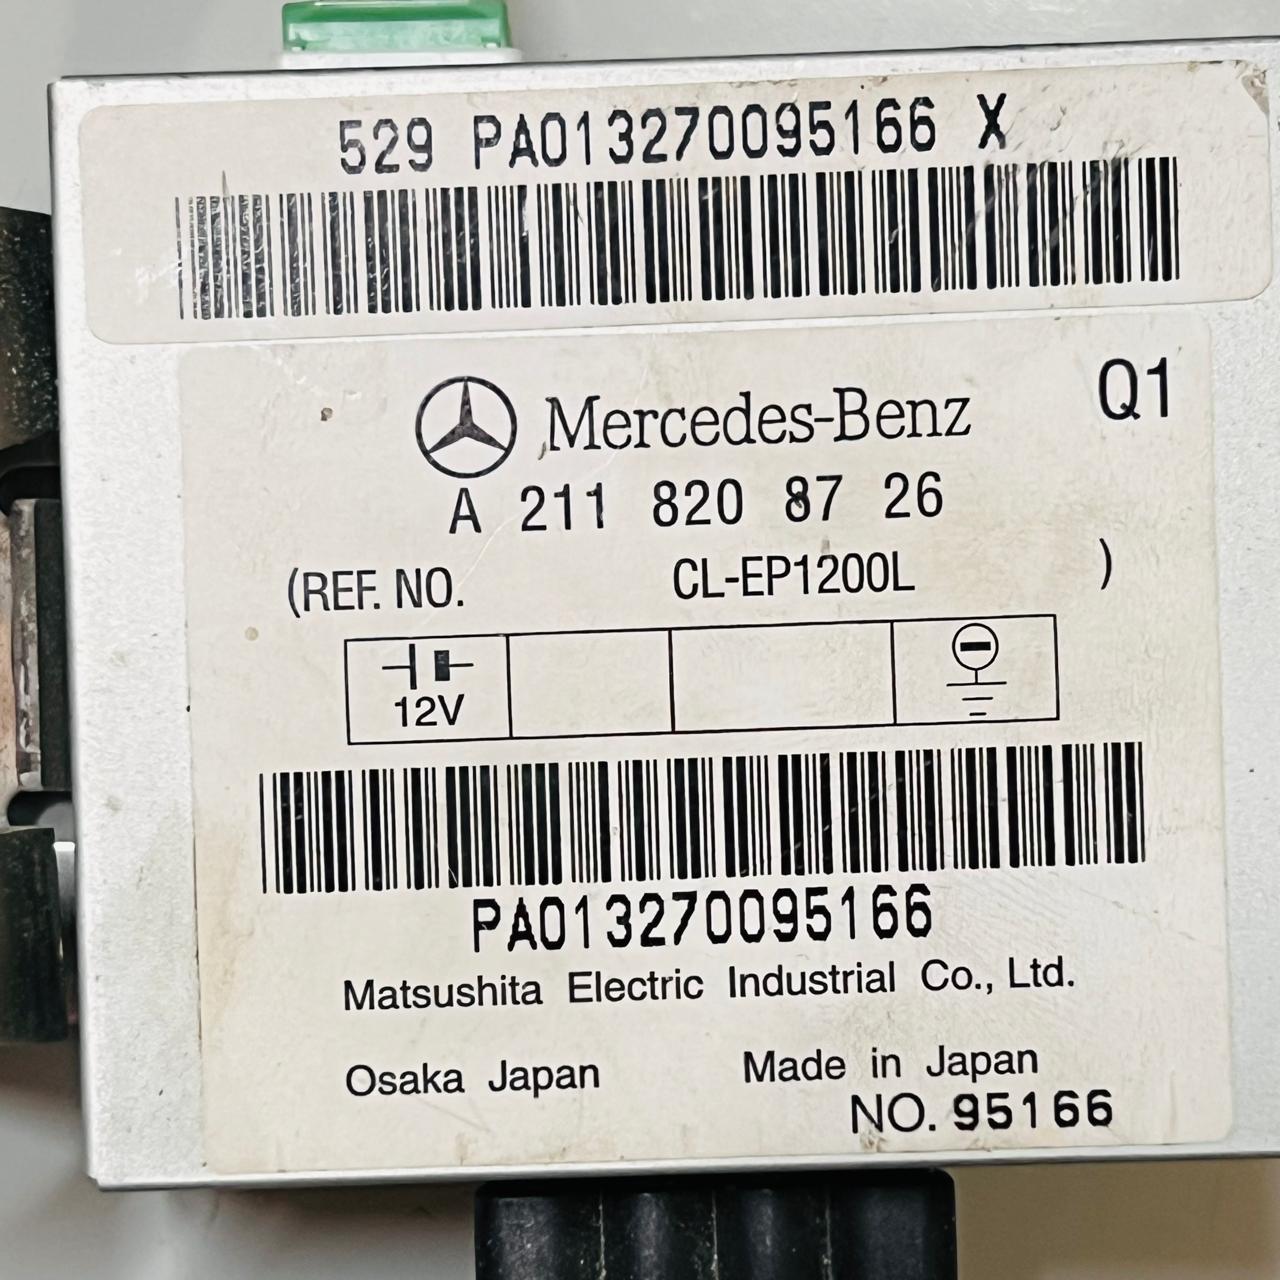 529 PA013270095166 X
Mercedes-Benz Q1
A 211 820 87 26
(REF. NO. CL-EP1200L )
12V
PA013270095166
Matsushita Electric Industrial Co., Ltd.
Osaka Japan Made in Japan
NO. 95166